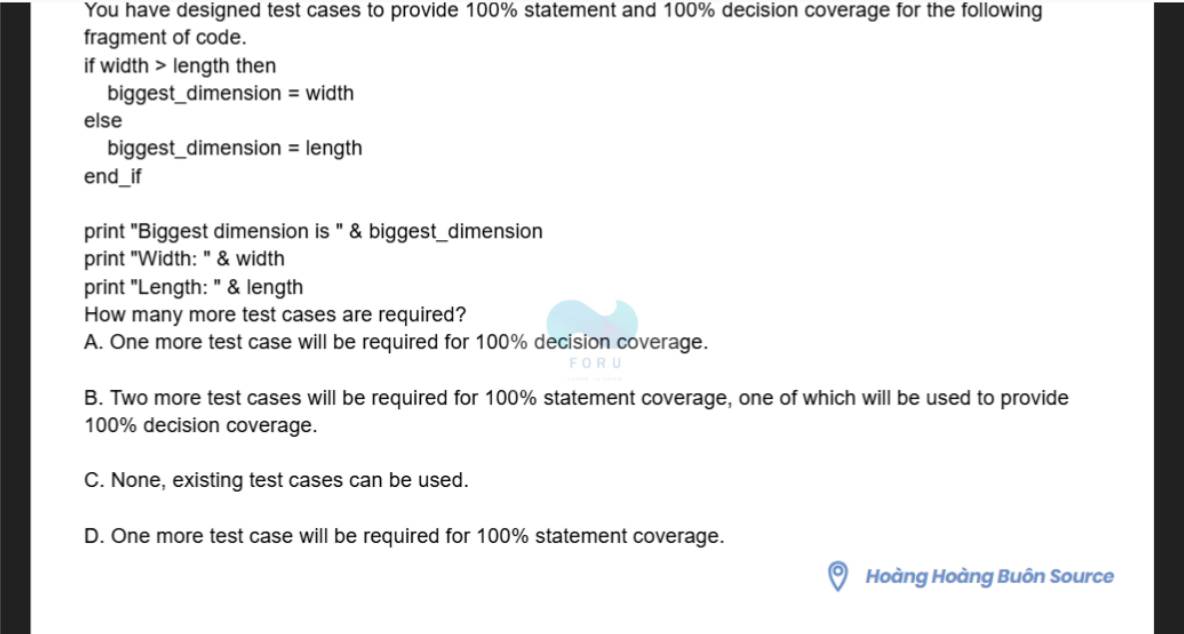 You have designed test cases to provide 100% statement and 100% decision coverage for the following
fragment of code.
if width > length then
biggest_dimension = width
else
biggest_dimension = length
end_if
print "Biggest dimension is " & biggest_dimension
print "Width: " & width
print "Length: " & length
How many more test cases are required?
A. One more test case will be required for 100% decision coverage.
FORU
B. Two more test cases will be required for 100% statement coverage, one of which will be used to provide
100% decision coverage.
C. None, existing test cases can be used.
D. One more test case will be required for 100% statement coverage.
Hoàng Hoàng Buôn Source